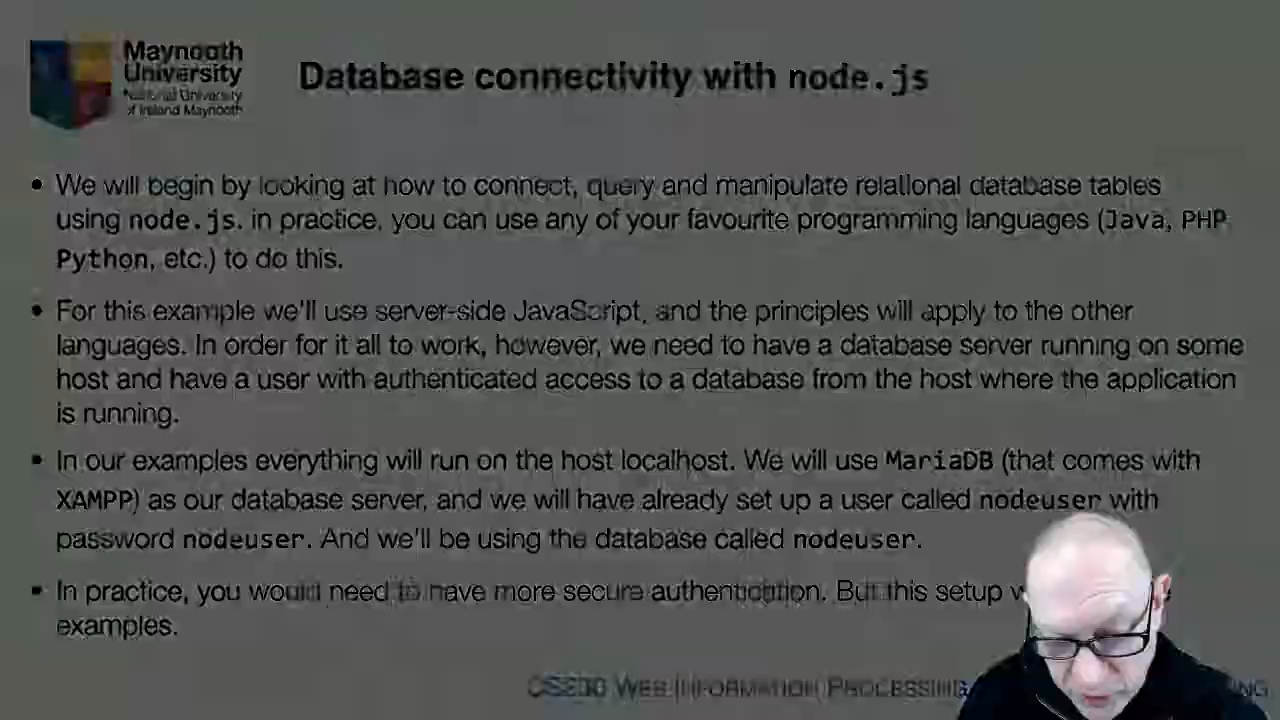 Maynooth
University
National University
of Ireland Maynooth
Database connectivity with node.js
• We will begin by looking at how to connect, query and manipulate relational database tables
using node.js. in practice, you can use any of your favourite programming languages (Java, PHP
Python, etc.) to do this.
• For this example we'll use server-side JavaScript, and the principles will apply to the other
languages. In order for it all to work, however, we need to have a database server running on some
host and have a user with authenticated access to a database from the host where the application
is running.
• In our examples everything will run on the host localhost. We will use MariaDB (that comes with
XAMPP) as our database server, and we will have already set up a user called nodeuser with
password nodeuser. And we'll be using the database called nodeuser.
• In practice, you would need to have more secure authentication. But this setup
examples.
Web Information Processing